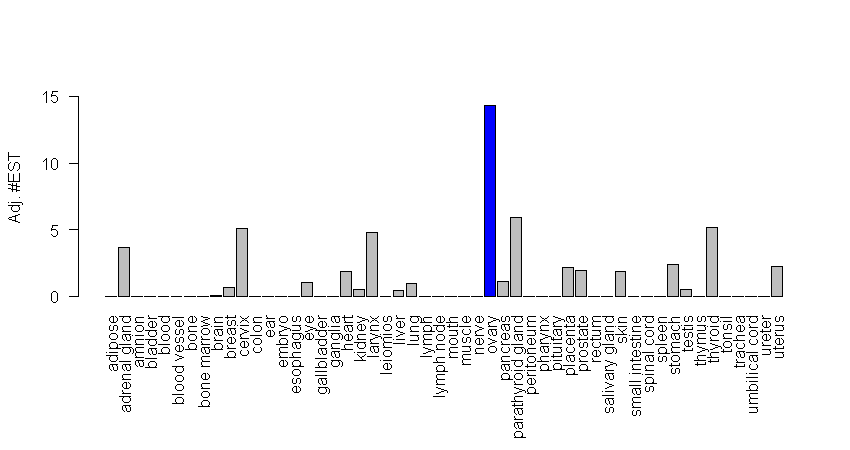 15
10
5
0
Adj. #EST
adipose
adrenal gland
amnion
bladder
blood
blood vessel
bone
bone marrow
brain
breast
cervix
colon
ear
embryo
esophagus
eye
gallbladder
ganglia
heart
kidney
larynx
leiomios
liver
lung
lymph
lymph node
mouth
muscle
nerve
ovary
pancreas
parathyroid gland
peritoneum
pharynx
pituitary
placenta
prostate
rectum
salivary gland
skin
small intestine
spinal cord
spleen
stomach
testis
thymus
thyroid
tonsil
trachea
umbilical cord
ureter
uterus